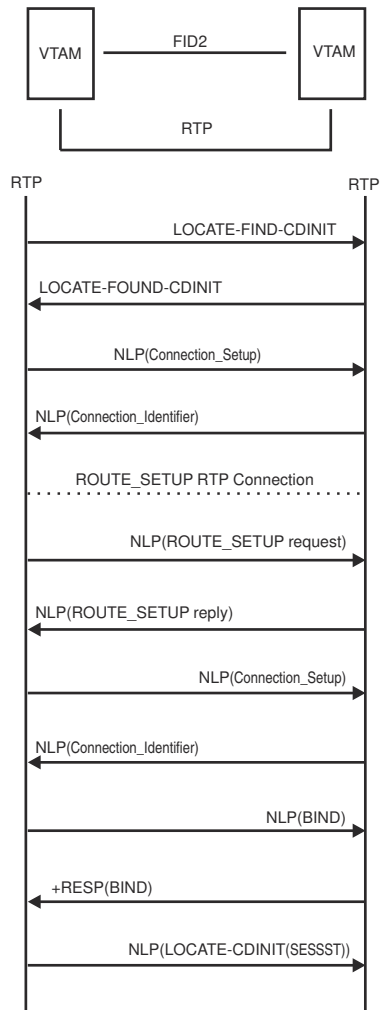 VTAM
FID2
VTAM
RTP
RTP
RTP
LOCATE-FIND-CDINIT
LOCATE-FOUND-CDINIT
NLP(Connection_Setup)
NLP(Connection_Identifier)
ROUTE_SETUP RTP Connection
NLP(ROUTE_SETUP request)
NLP(ROUTE_SETUP reply)
NLP(Connection_Setup)
NLP(Connection_Identifier)
NLP(BIND)
+RESP(BIND)
NLP(LOCATE-CDINIT(SESSST))